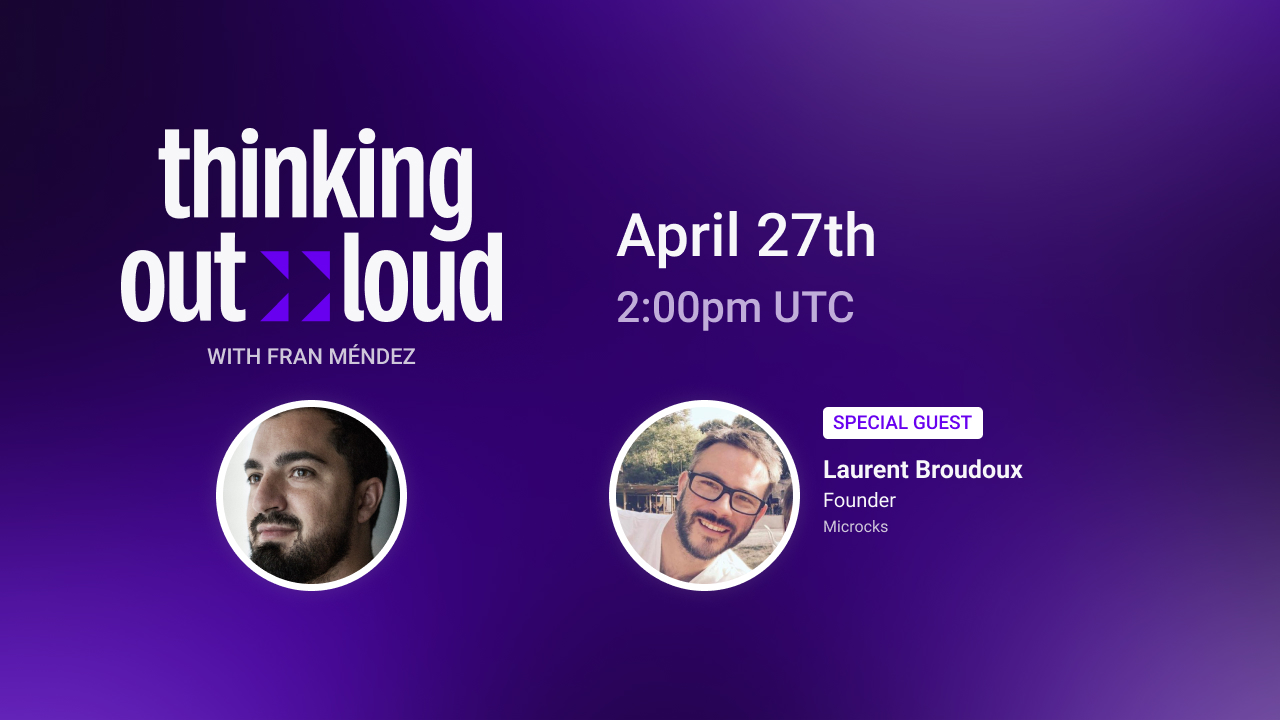 thinking
out loud
WITH FRAN MÉNDEZ
April 27th
2:00pm UTC
SPECIAL GUEST
Laurent Broudoux
Founder
Microcks